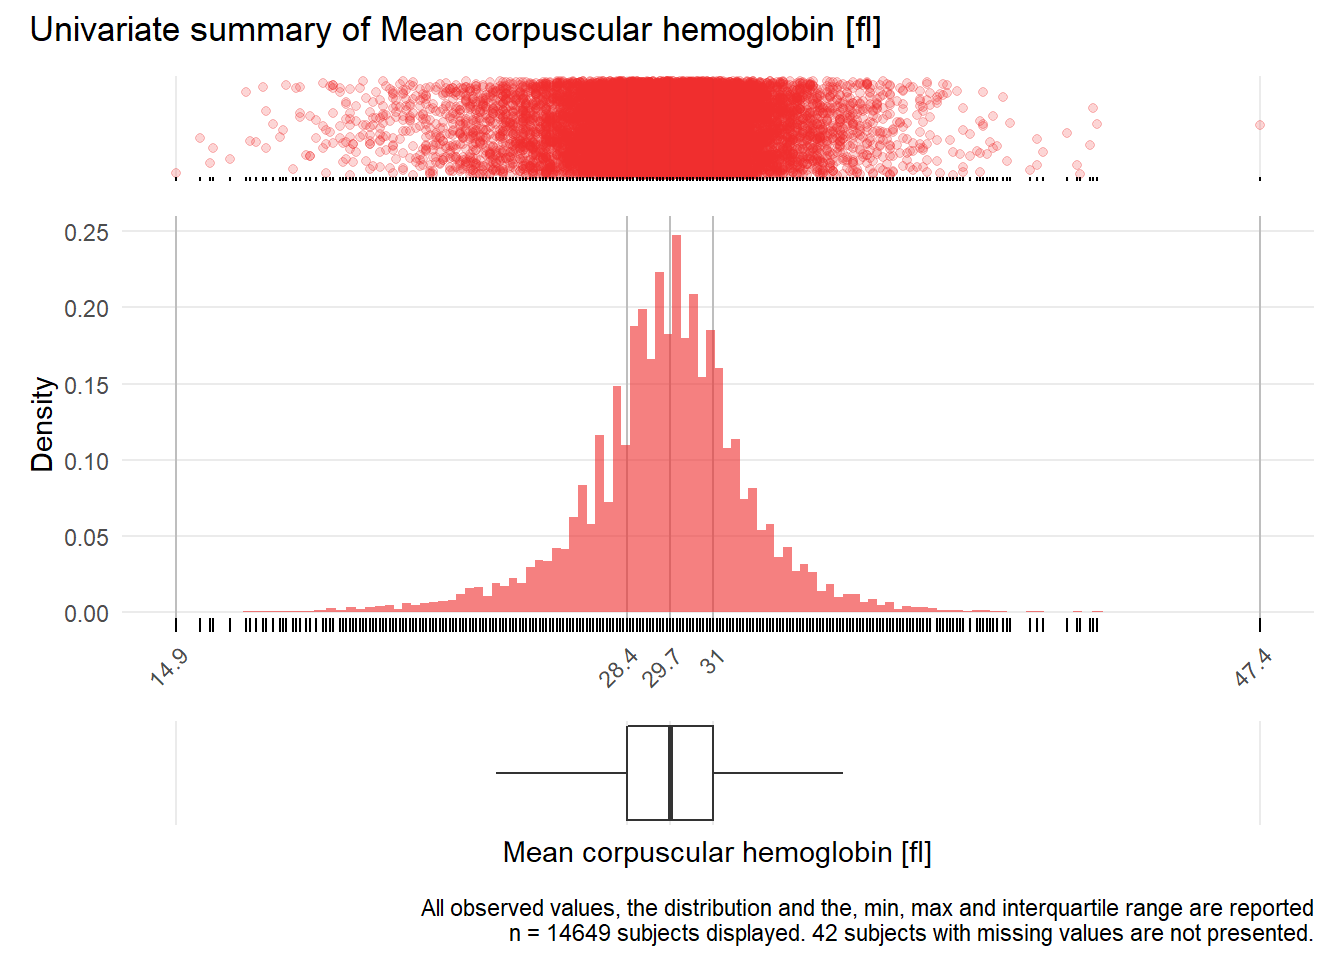 Univariate summary of Mean corpuscular hemoglobin [fl]
0.25
0.20
0.15
0.10
0.05
0.00
Density
14.9
28.4
29.7
31
47.4
Mean corpuscular hemoglobin [fl]
All observed values, the distribution and the, min, max and interquartile range are reported
n = 14649 subjects displayed. 42 subjects with missing values are not presented.